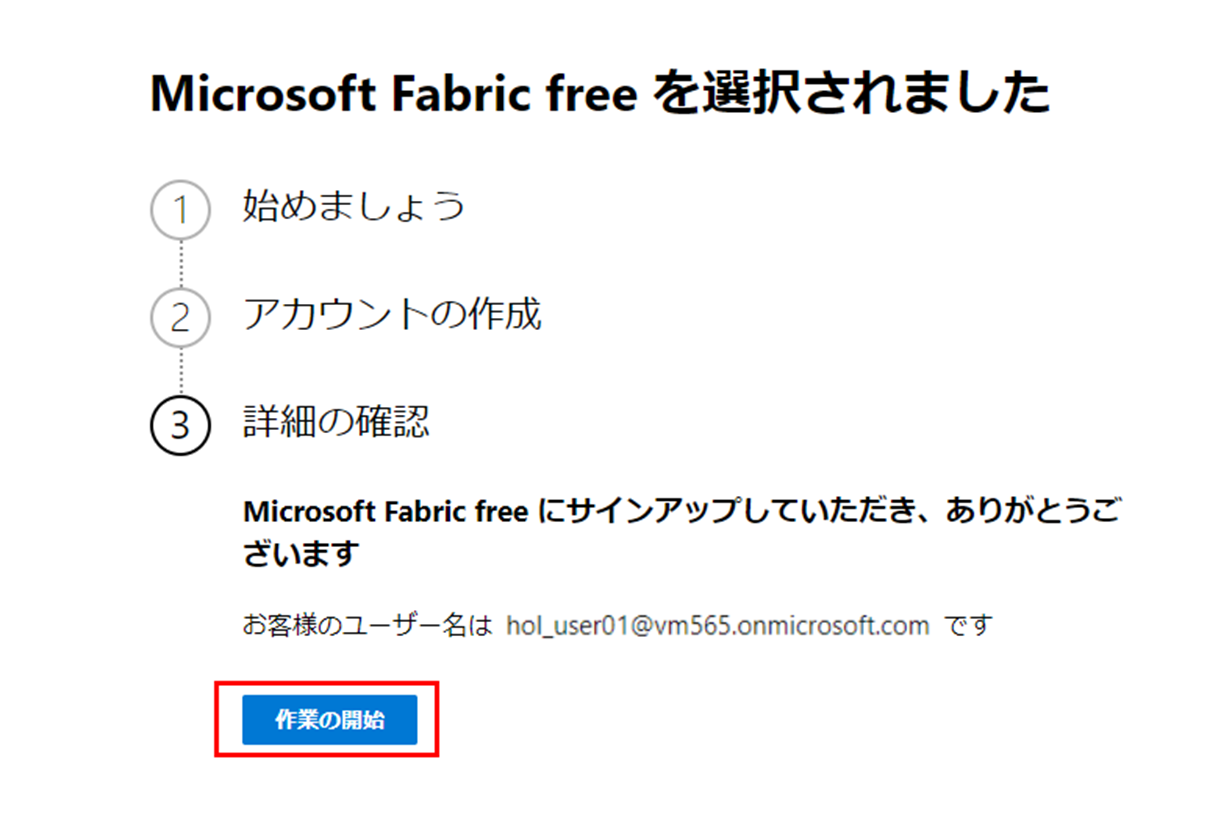 Microsoft Fabric free を選択されました
1 始めましょう
2 アカウントの作成
3 詳細の確認
Microsoft Fabric free にサインアップしていただき、ありがとうご
ざいます
お客様のユーザー名は hol_user01@vm565.onmicrosoft.com です
作業の開始